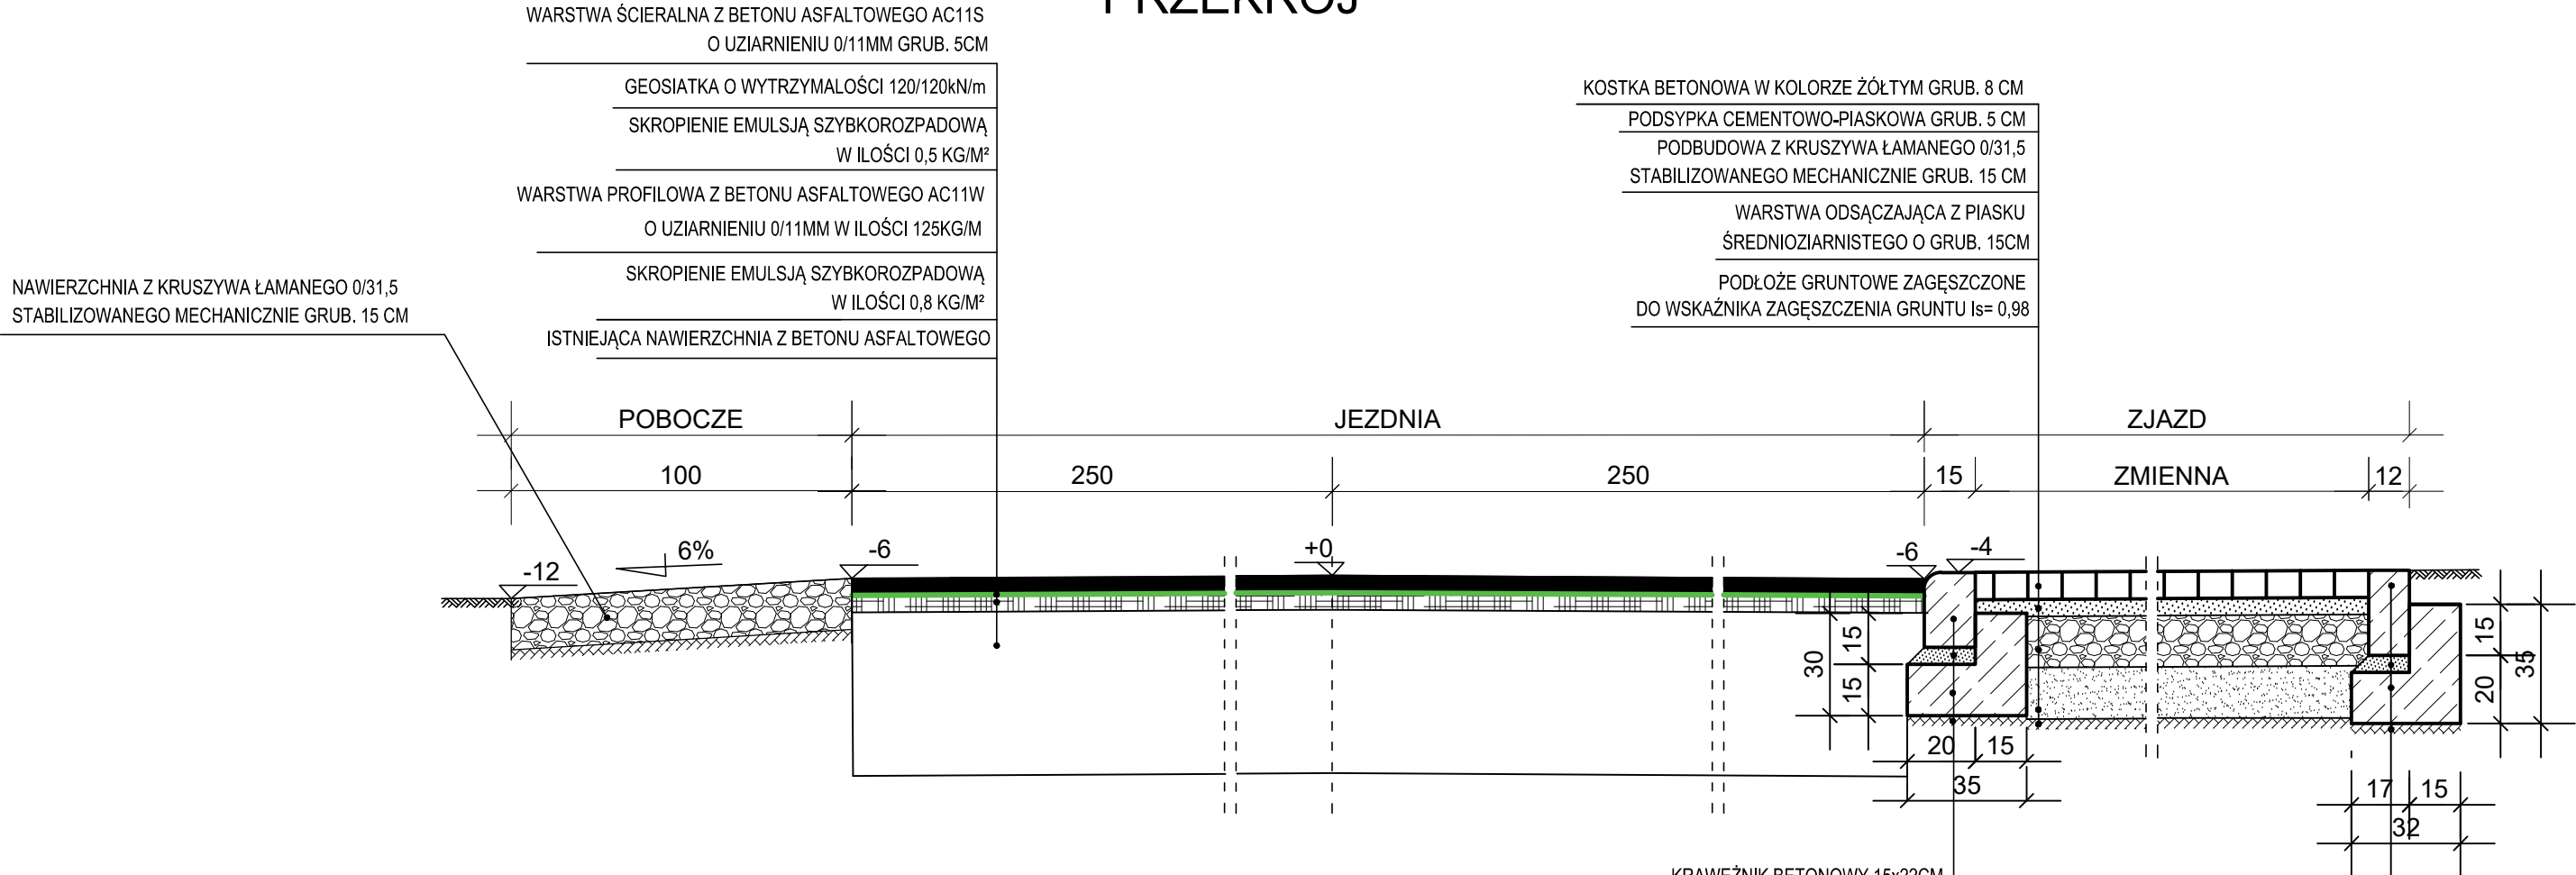 PRZEKRÓJ
WARSTWA ŚCIERALNA Z BETONU ASFALTOWEGO AC11S
O UZIARNIENIU 0/11MM GRUB. 5CM
GEOSIATKA O WYTRZYMALOŚCI 120/120kN/m
SKROPIENIE EMULSJĄ SZYBKOROZPADOWĄ
W ILOŚCI 0,5 KG/M²
WARSTWA PROFILOWA Z BETONU ASFALTOWEGO AC11W
O UZIARNIENIU 0/11MM W ILOŚCI 125KG/M
SKROPIENIE EMULSJĄ SZYBKOROZPADOWĄ
W ILOŚCI 0,8 KG/M²
ISTNIEJĄCA NAWIERZCHNIA Z BETONU ASFALTOWEGO
NAWIERZCHNIA Z KRUSZYWA ŁAMANEGO 0/31,5
STABILIZOWANEGO MECHANICZNIE GRUB. 15 CM
KOSTKA BETONOWA W KOLORZE ŻÓŁTYM GRUB. 8 CM
PODSYPKA CEMENTOWO-PIASKOWA GRUB. 5 CM
PODBUDOWA Z KRUSZYWA ŁAMANEGO 0/31,5
STABILIZOWANEGO MECHANICZNIE GRUB. 15 CM
WARSTWA ODSĄCZAJĄCA Z PIASKU
ŚREDNIOZIARNISTEGO O GRUB. 15CM
PODŁOŻE GRUNTOWE ZAGĘSZCZONE
DO WSKAŹNIKA ZAGĘSZCZENIA GRUNTU Is= 0,98
POBOCZE JEZDNIA ZJAZD
100 250 250 15 ZMIENNA 12
-12 6% -6 +0 -6 -4
30 15 15
20 15
35
15 20 35
17 15
32
KRAWĘŻNIK BETONOWY 15x22CM